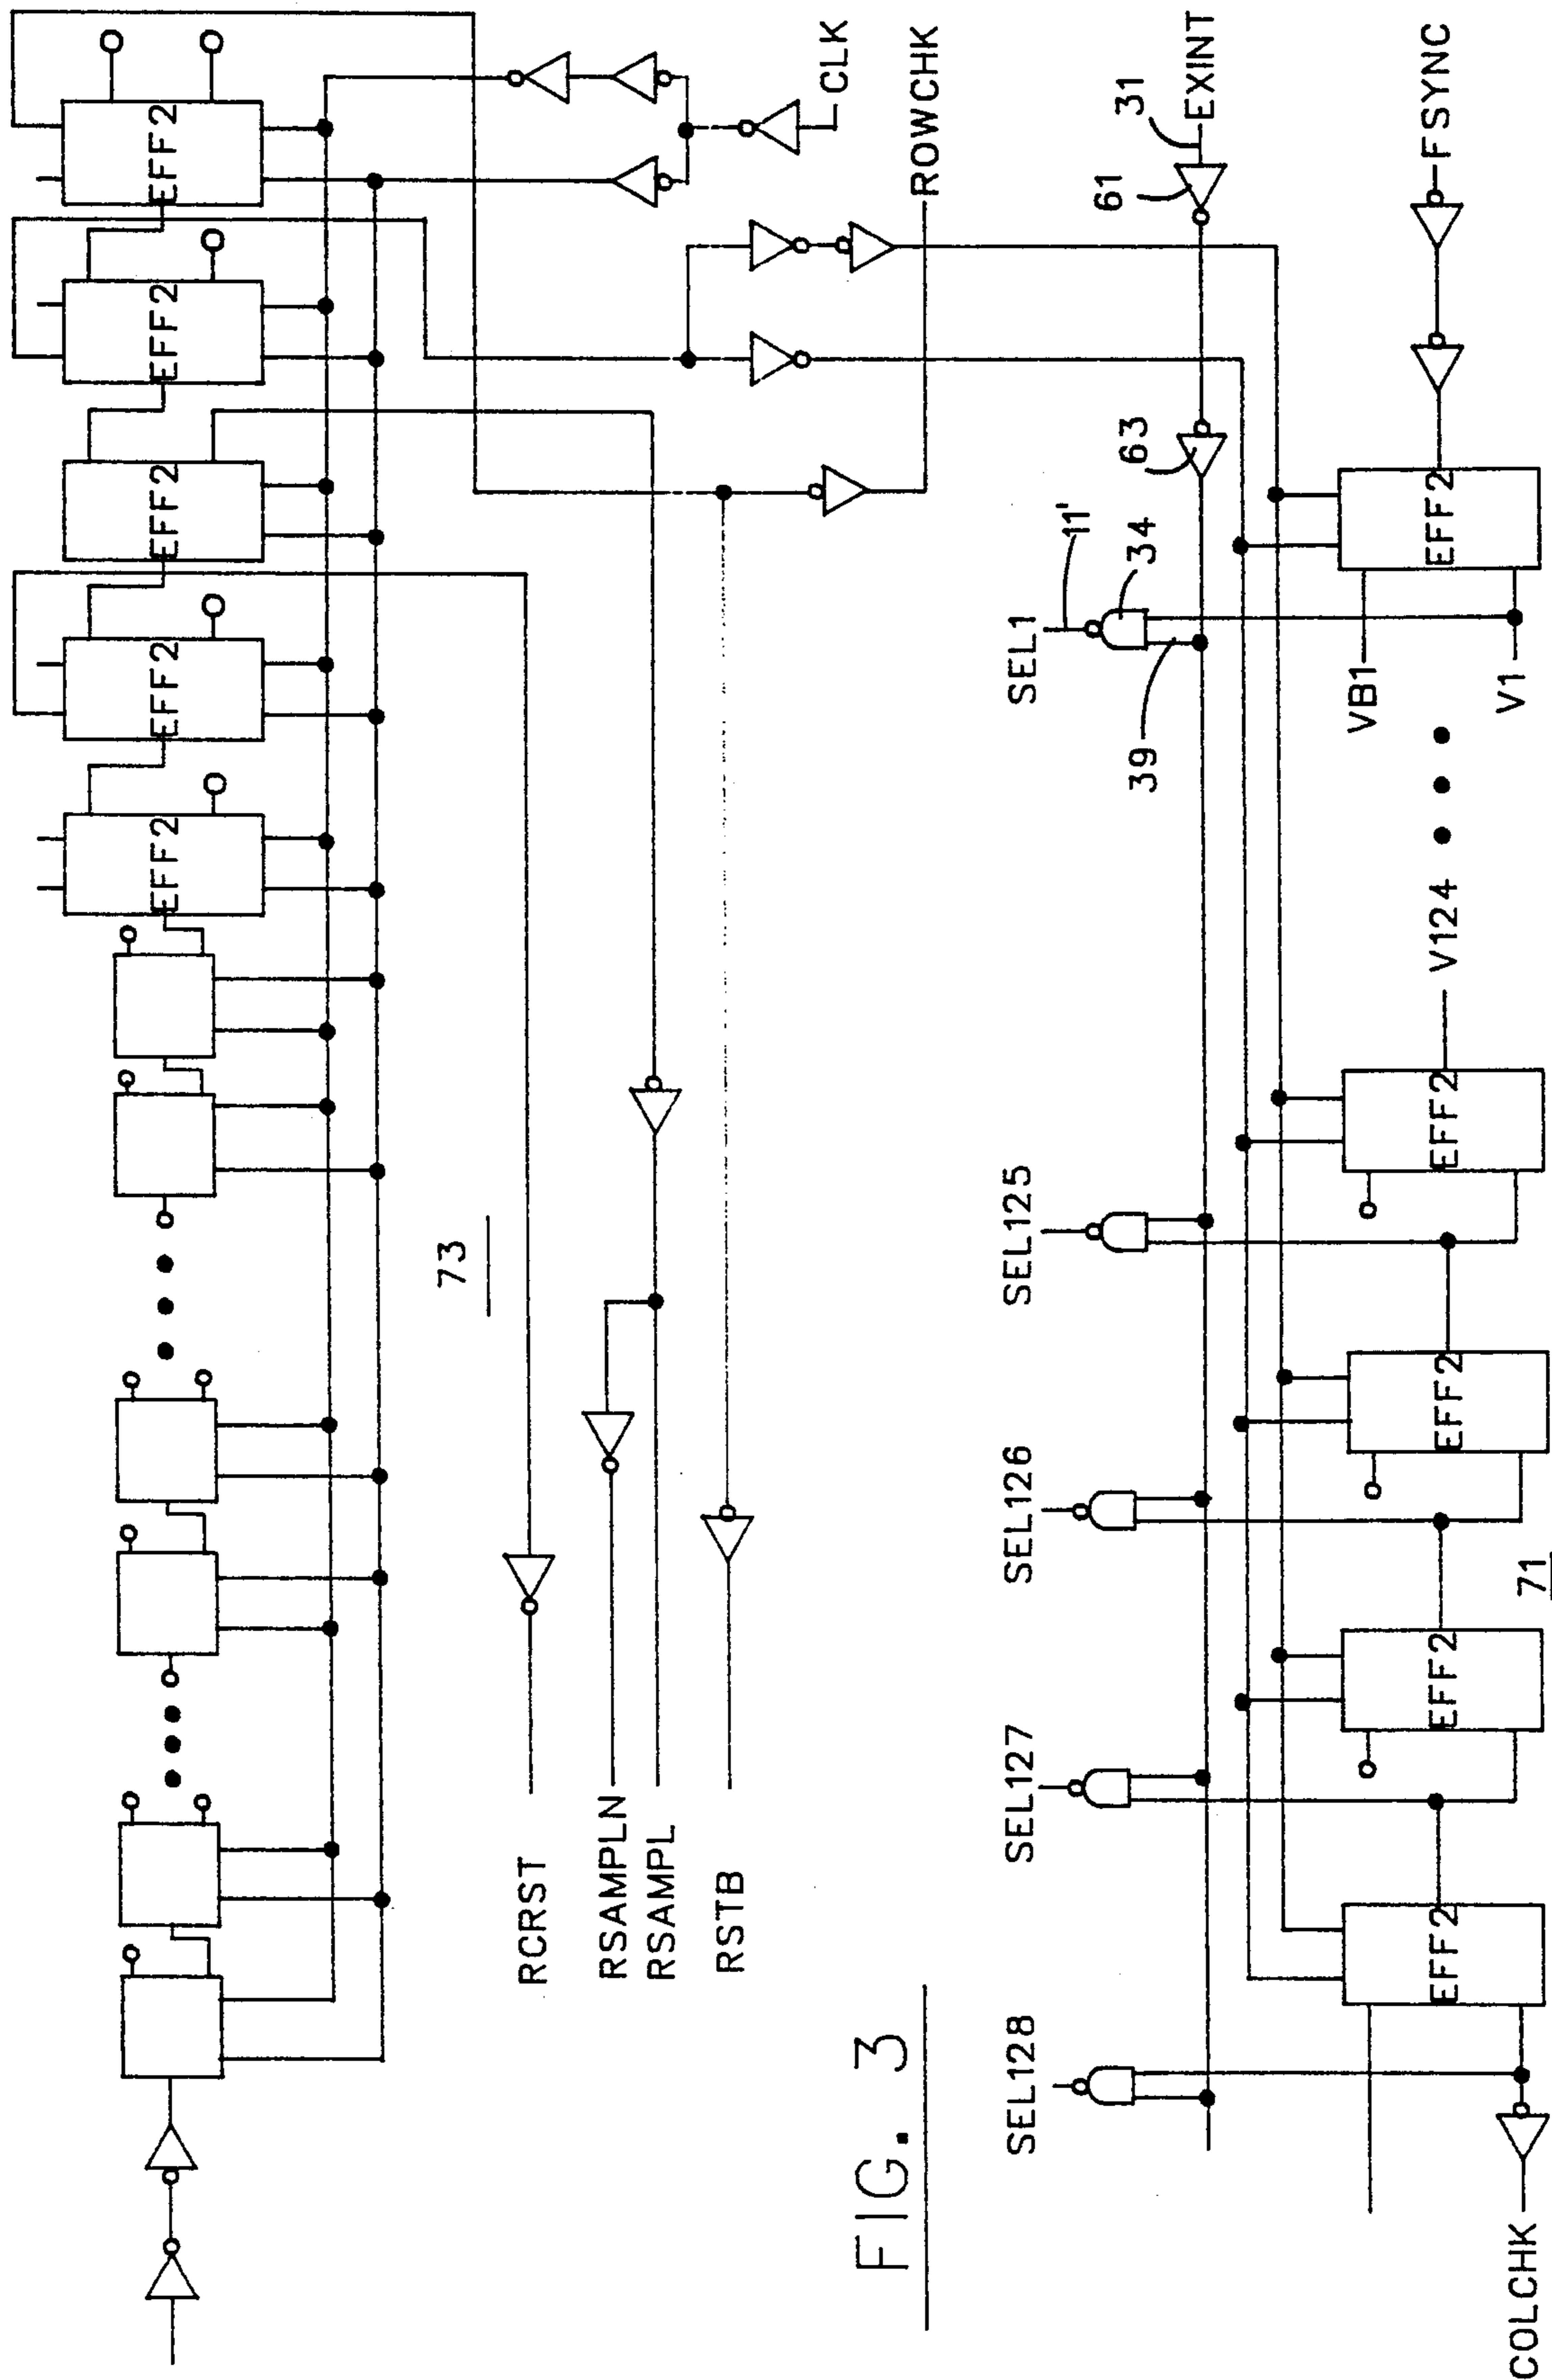 EFF2
EFF2
EFF2
EFF2
EFF2
CLK
ROWCHK
73
RCRST
RSAMPLN
RSAMPL
RSTB
FIG. 3
EXINT
31
61
63
SEL1
11'
34
39
SEL125
SEL126
SEL127
SEL128
FSYNC
EFF2
VB1
V1
V124
EFF2
EFF2
EFF2
EFF2
71
COLCHK